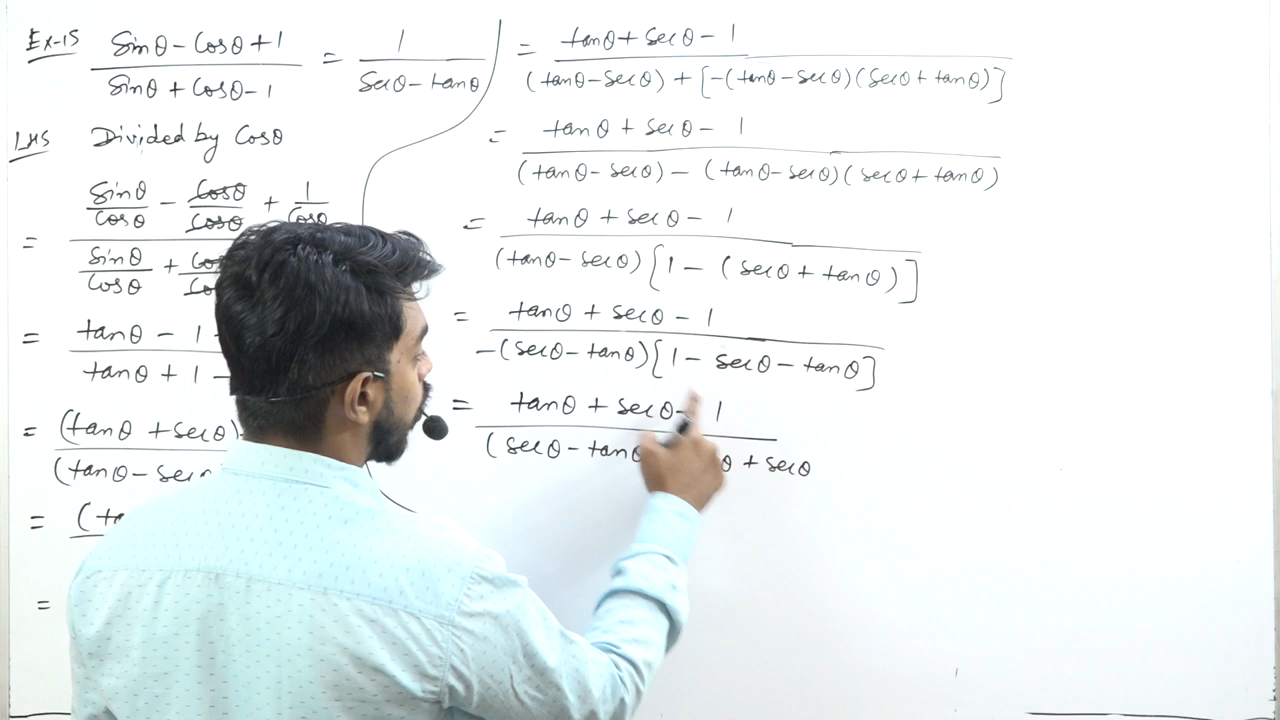 Ex-15 (Sinθ - Cosθ + 1)/(Sinθ + Cosθ - 1) = 1/(Secθ - tanθ)
LHS Divided by Cosθ
= (Sinθ/Cosθ - Cosθ/Cosθ + 1/Cosθ)/(Sinθ/Cosθ +
= (tanθ - 1)/(tanθ + 1 -
= (tanθ + secθ)/(tanθ - sec
= (ta
=
= (tanθ + secθ - 1)/((tanθ - secθ) + [-(tanθ - secθ)(secθ + tanθ)])
= (tanθ + secθ - 1)/((tanθ - secθ) - (tanθ - secθ)(secθ + tanθ))
= (tanθ + secθ - 1)/((tanθ - secθ)[1 - (secθ + tanθ)])
= (tanθ + secθ - 1)/(-(secθ - tanθ)[1 - secθ - tanθ])
= (tanθ + secθ - 1)/((secθ - tan θ + secθ